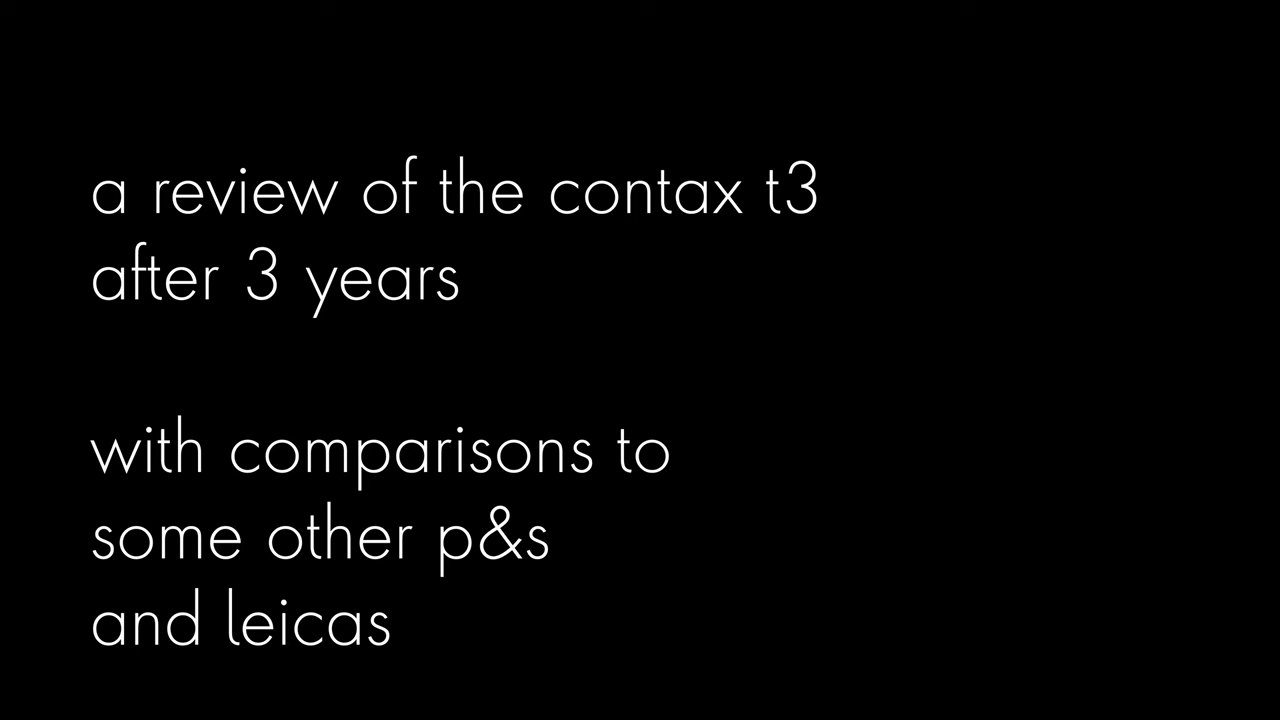 a review of the contax t3
after 3 years
with comparisons to
some other p&s
and leicas